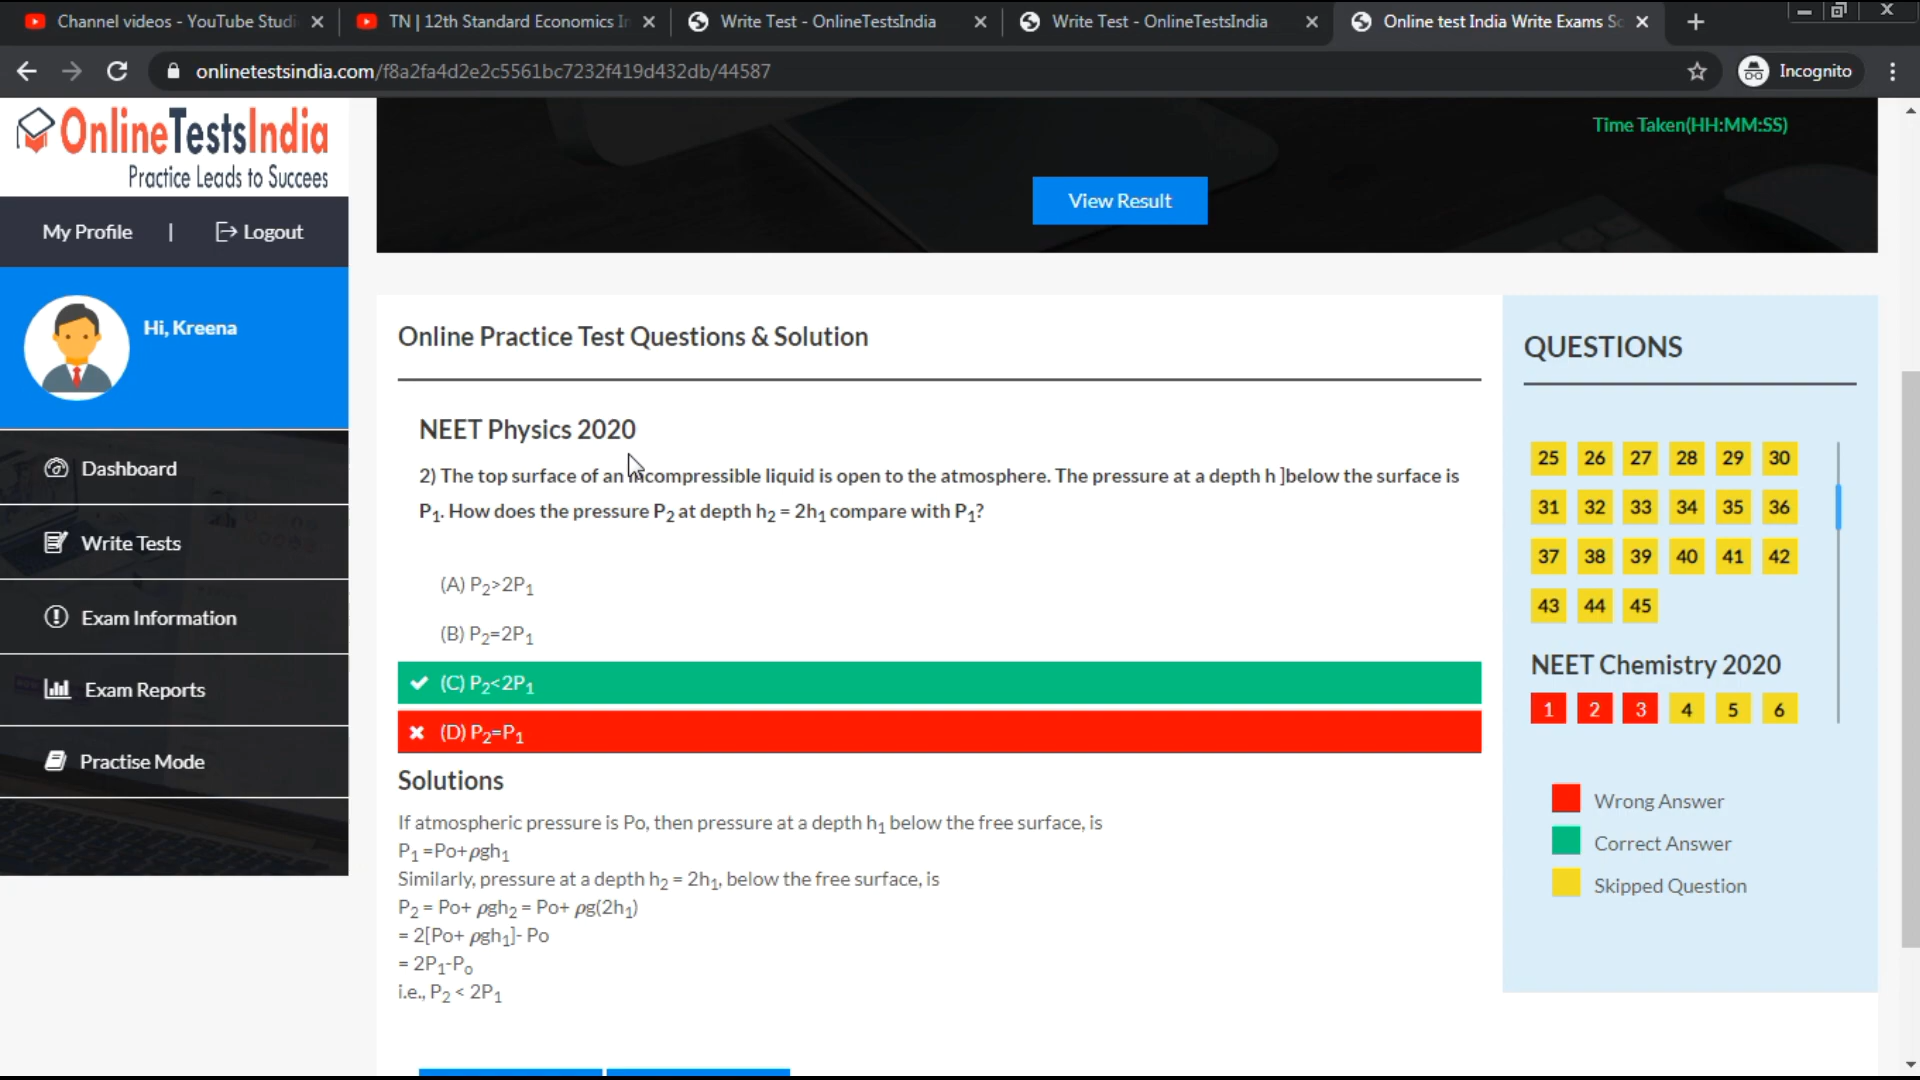 Channel videos - YouTube Studi
TN | 12th Standard Economics I
Write Test - OnlineTestsIndia
Write Test - OnlineTestsIndia
Online test India Write Exams Sc
onlinetestsindia.com/f8a2fa4d2e2c5561bc7232f419d432db/44587
Incognito
OnlineTestsIndia
Practice Leads to Succees
My Profile | Logout
Hi, Kreena
Dashboard
Write Tests
Exam Information
Exam Reports
Practise Mode
Time Taken(HH:MM:SS)
View Result
Online Practice Test Questions & Solution
NEET Physics 2020
2) The top surface of an incompressible liquid is open to the atmosphere. The pressure at a depth h ]below the surface is
P₁. How does the pressure P₂ at depth h₂ = 2h₁ compare with P₁?
(A) P₂>2P₁
(B) P₂=2P₁
(C) P₂<2P₁
(D) P₂=P₁
Solutions
If atmospheric pressure is Po, then pressure at a depth h₁ below the free surface, is
P₁ =Po+ρgh₁
Similarly, pressure at a depth h₂ = 2h₁, below the free surface, is
P₂ = Po+ ρgh₂ = Po+ ρg(2h₁)
= 2[Po+ ρgh₁]- Po
= 2P₁-Pₒ
i.e., P₂ < 2P₁
QUESTIONS
25 26 27 28 29 30
31 32 33 34 35 36
37 38 39 40 41 42
43 44 45
NEET Chemistry 2020
1 2 3 4 5 6
Wrong Answer
Correct Answer
Skipped Question